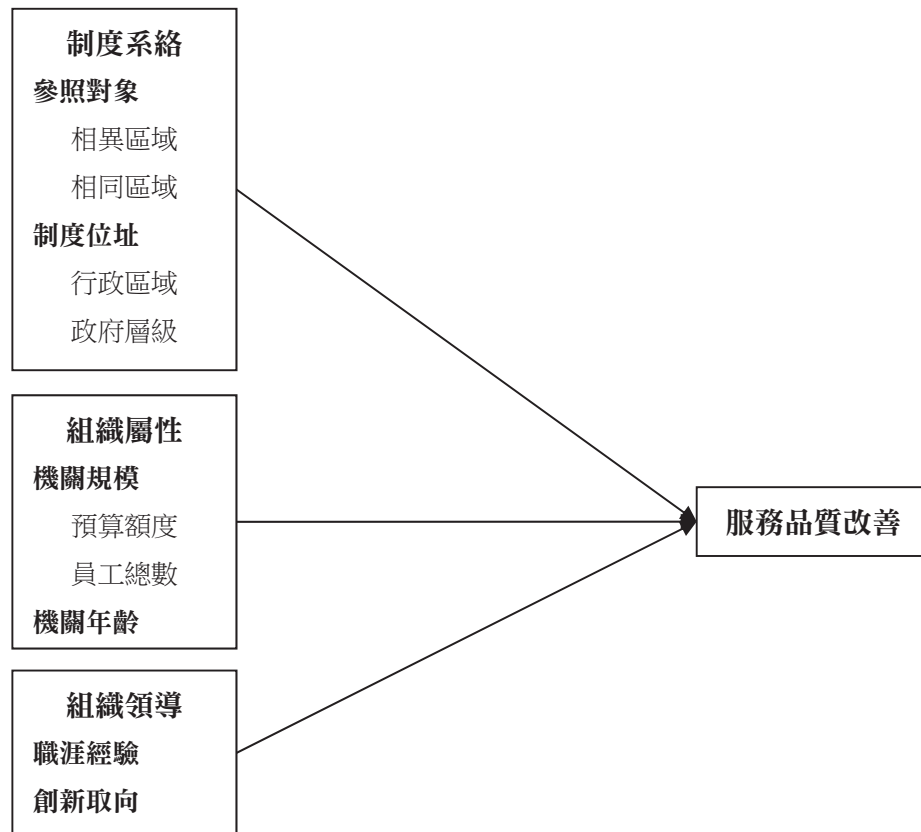 制度系絡
參照對象
相異區域
相同區域
制度位址
行政區域
政府層級
組織屬性
機關規模
預算額度
員工總數
機關年齡
組織領導
職涯經驗
創新取向
服務品質改善